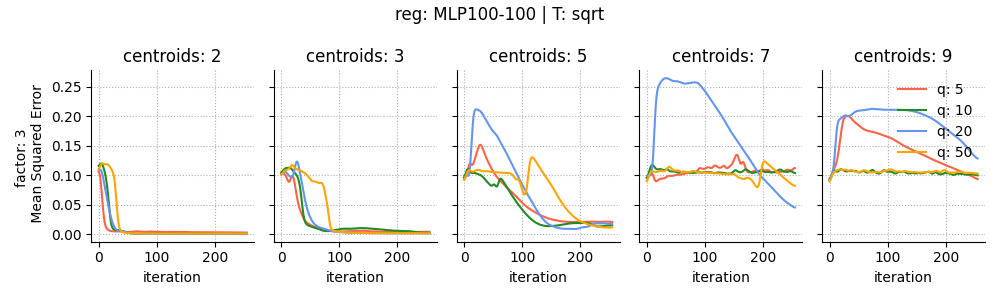 reg: MLP100-100 | T: sqrt
centroids: 2
centroids: 3
centroids: 5
centroids: 7
centroids: 9
factor: 3
Mean Squared Error
0.25
0.20
0.15
0.10
0.05
0.00
q: 5
q: 10
q: 20
q: 50
0 100 200
0 100 200
0 100 200
0 100 200
0 100 200
iteration
iteration
iteration
iteration
iteration